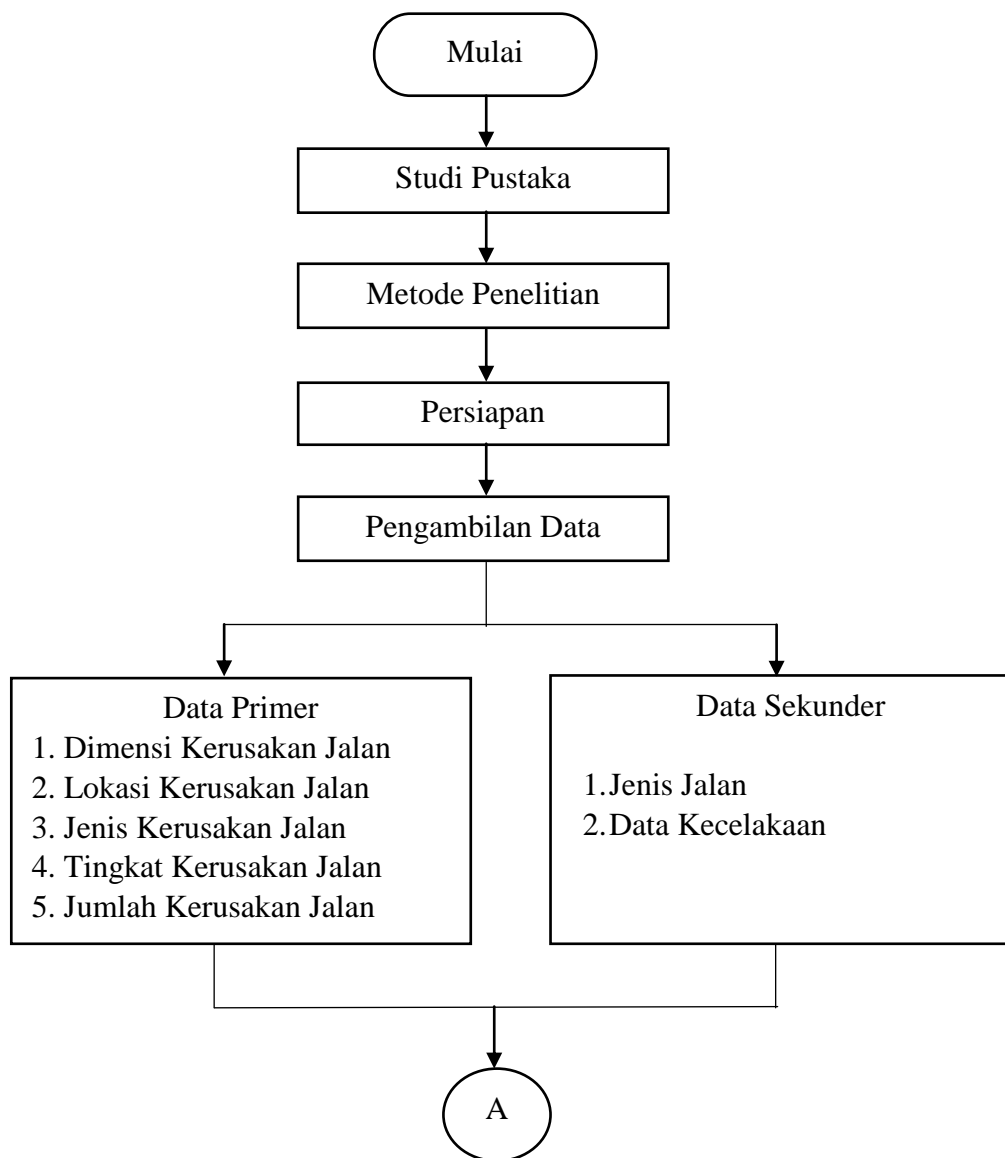 Mulai
Studi Pustaka
Metode Penelitian
Persiapan
Pengambilan Data
Data Primer
1. Dimensi Kerusakan Jalan
2. Lokasi Kerusakan Jalan
3. Jenis Kerusakan Jalan
4. Tingkat Kerusakan Jalan
5. Jumlah Kerusakan Jalan
Data Sekunder
1. Jenis Jalan
2. Data Kecelakaan
A